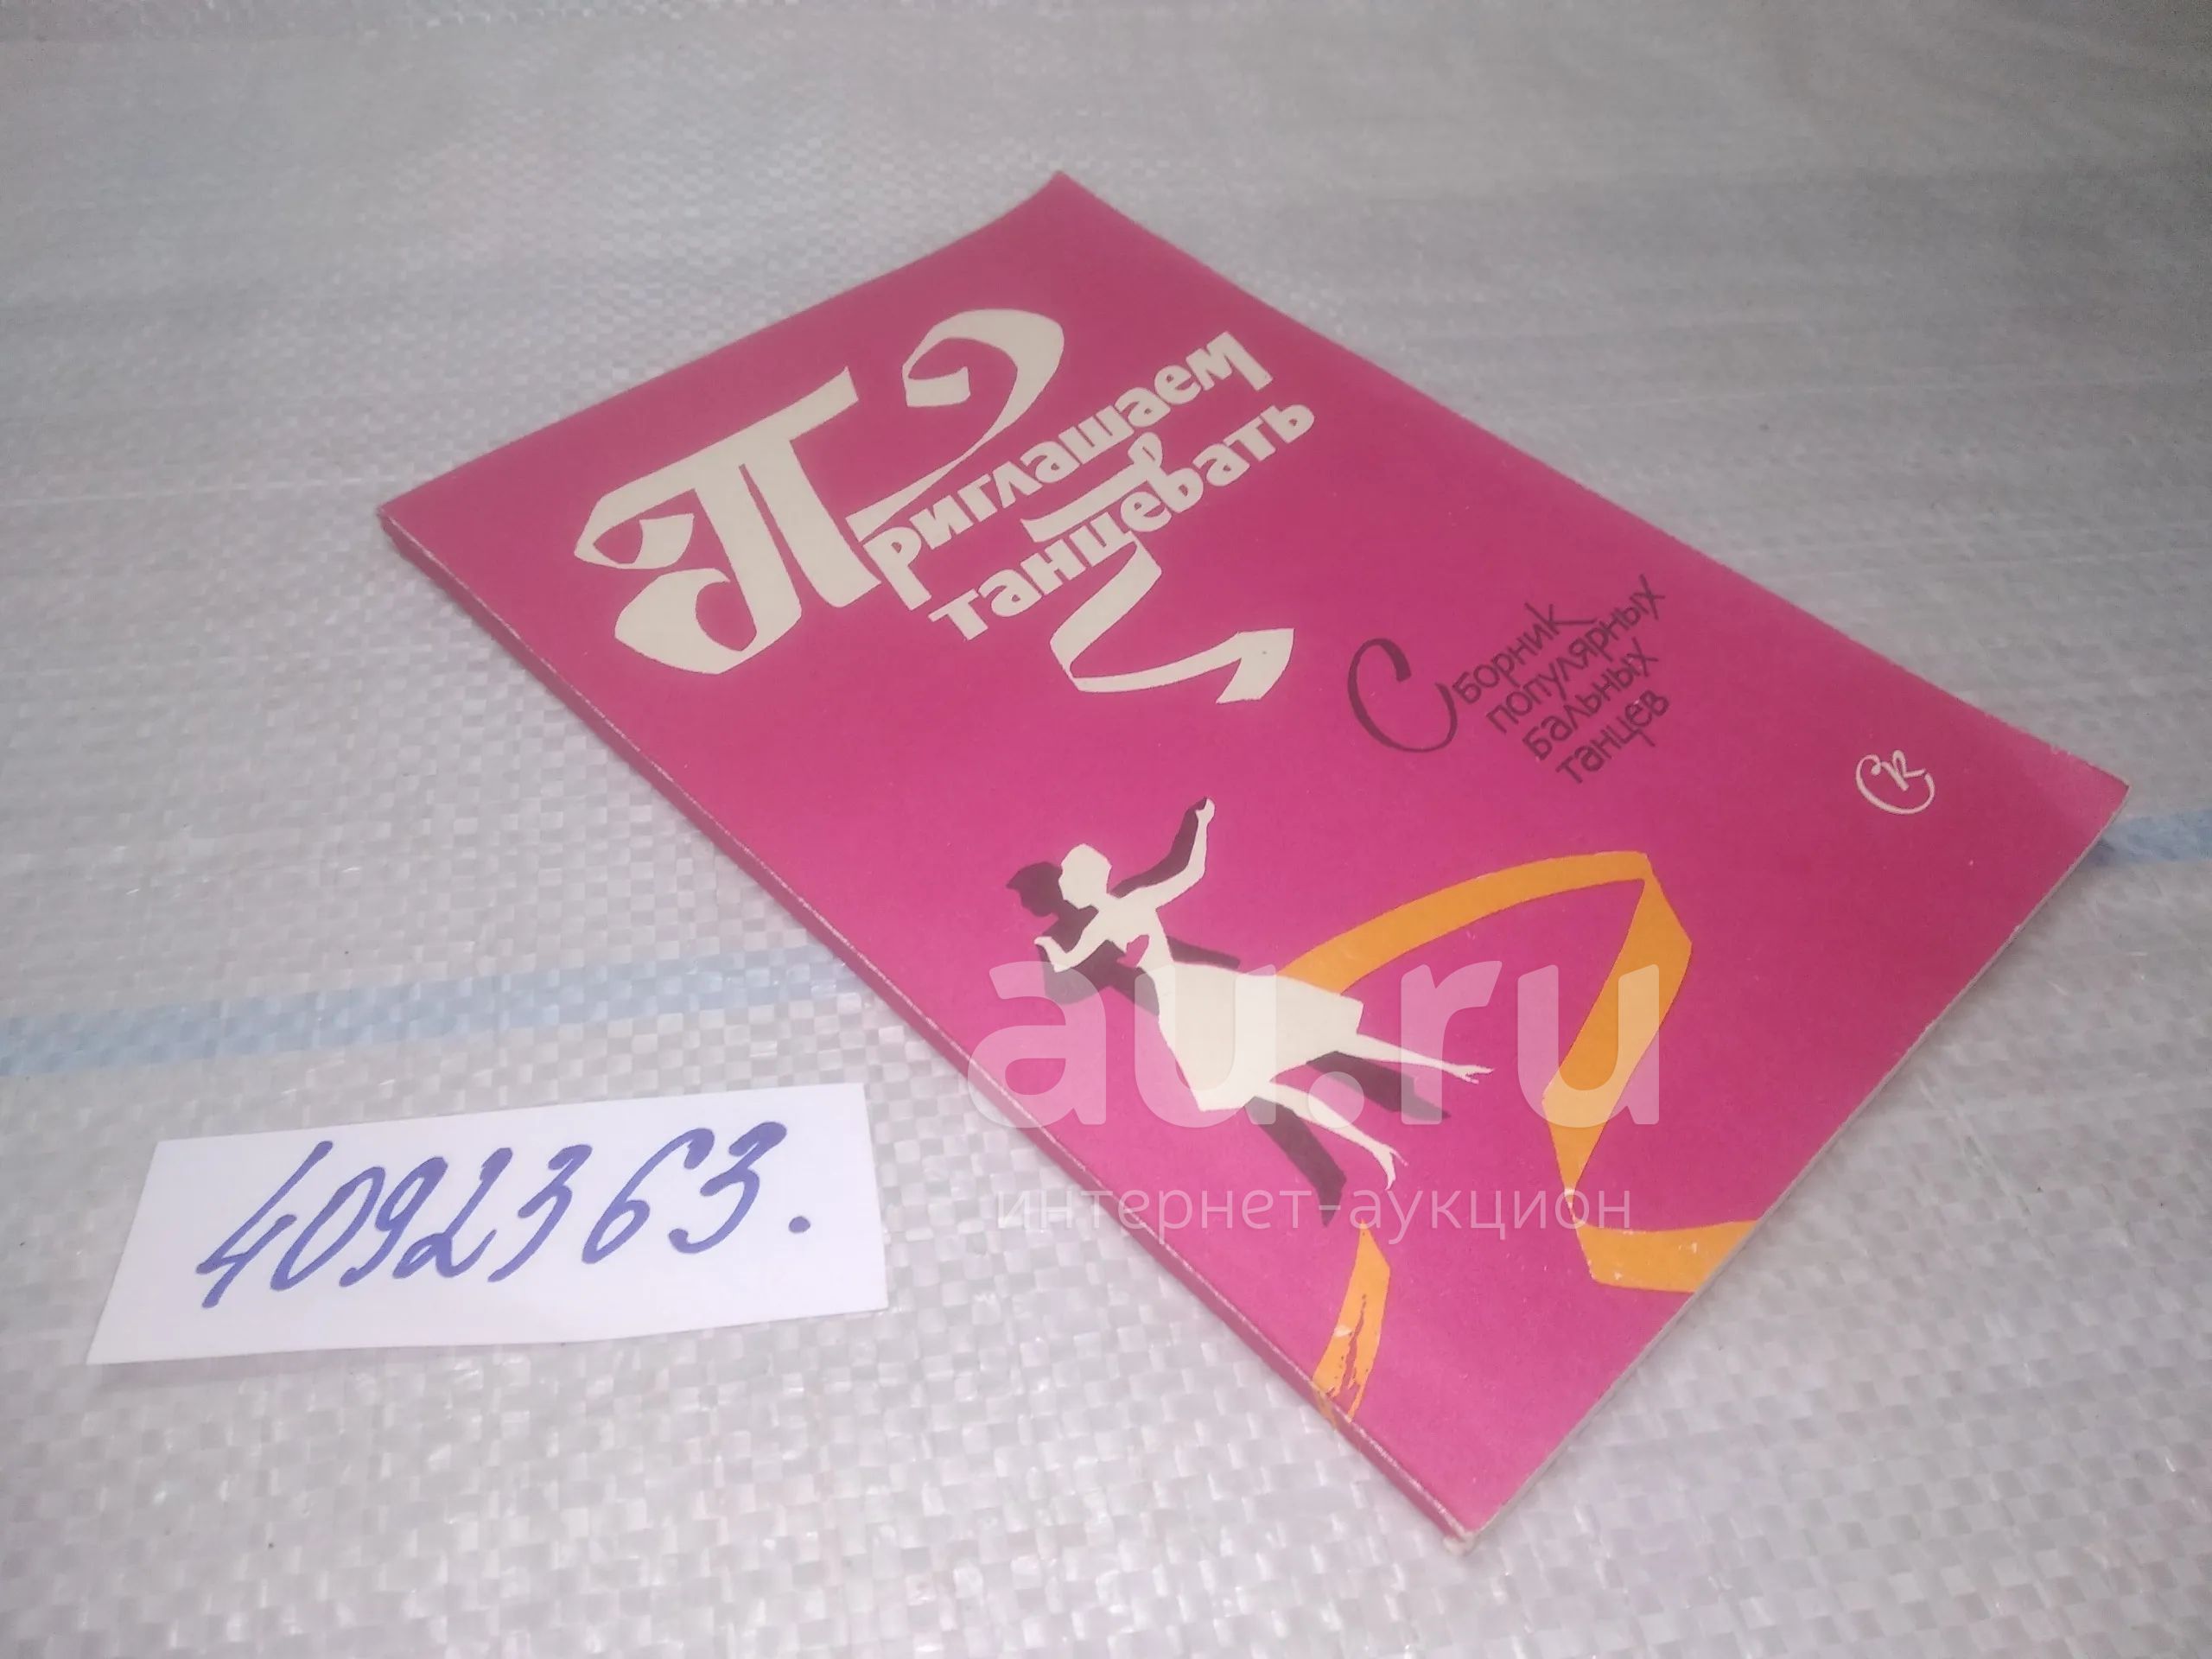 Приглашаем
танцевать
Сборник
популярных
бальных
танцев
Ск
au.ru
интернет-аукцион
4092363.